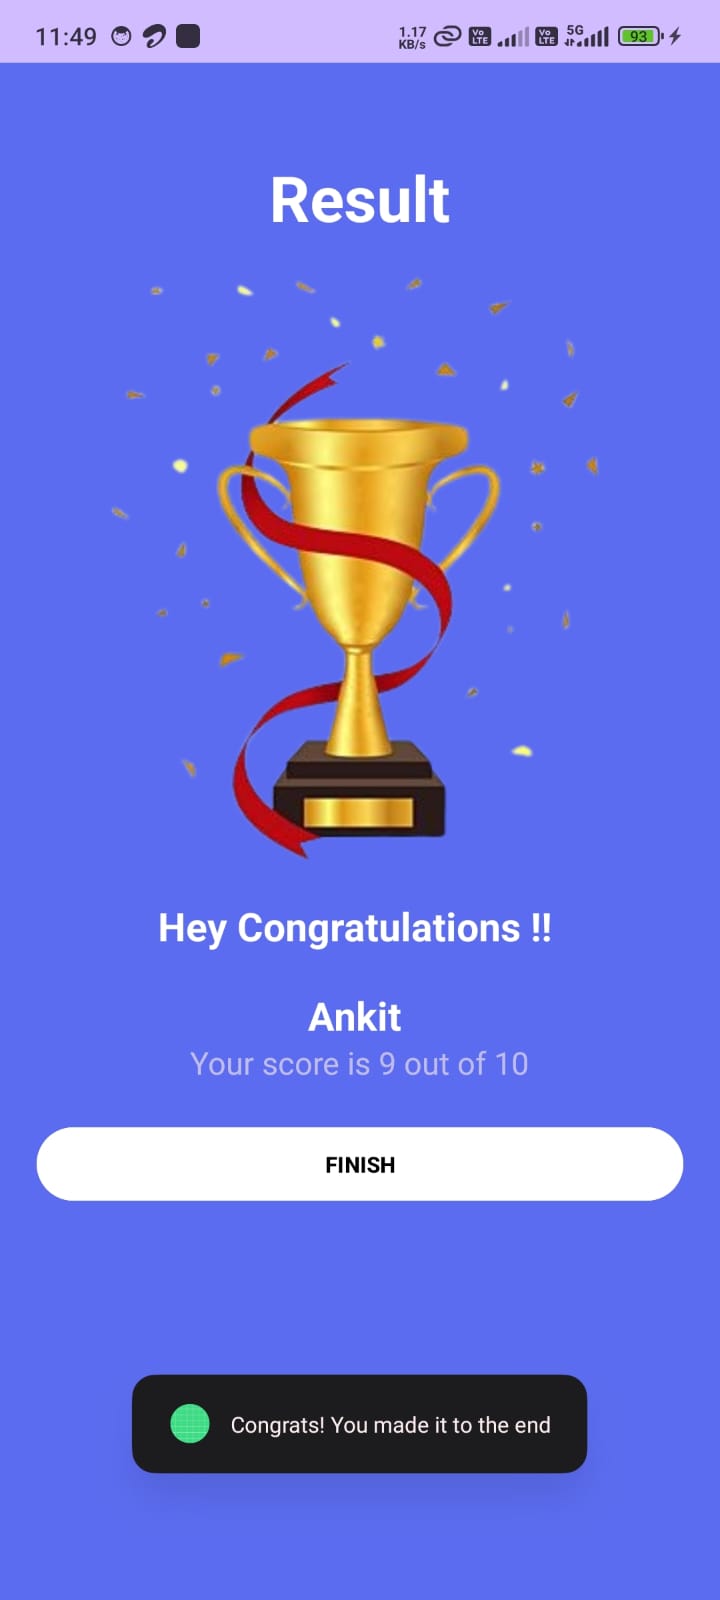 11:49 1.17 KB/s Vo LTE Vo LTE 5G 93
Result
Hey Congratulations !!
Ankit
Your score is 9 out of 10
FINISH
Congrats! You made it to the end